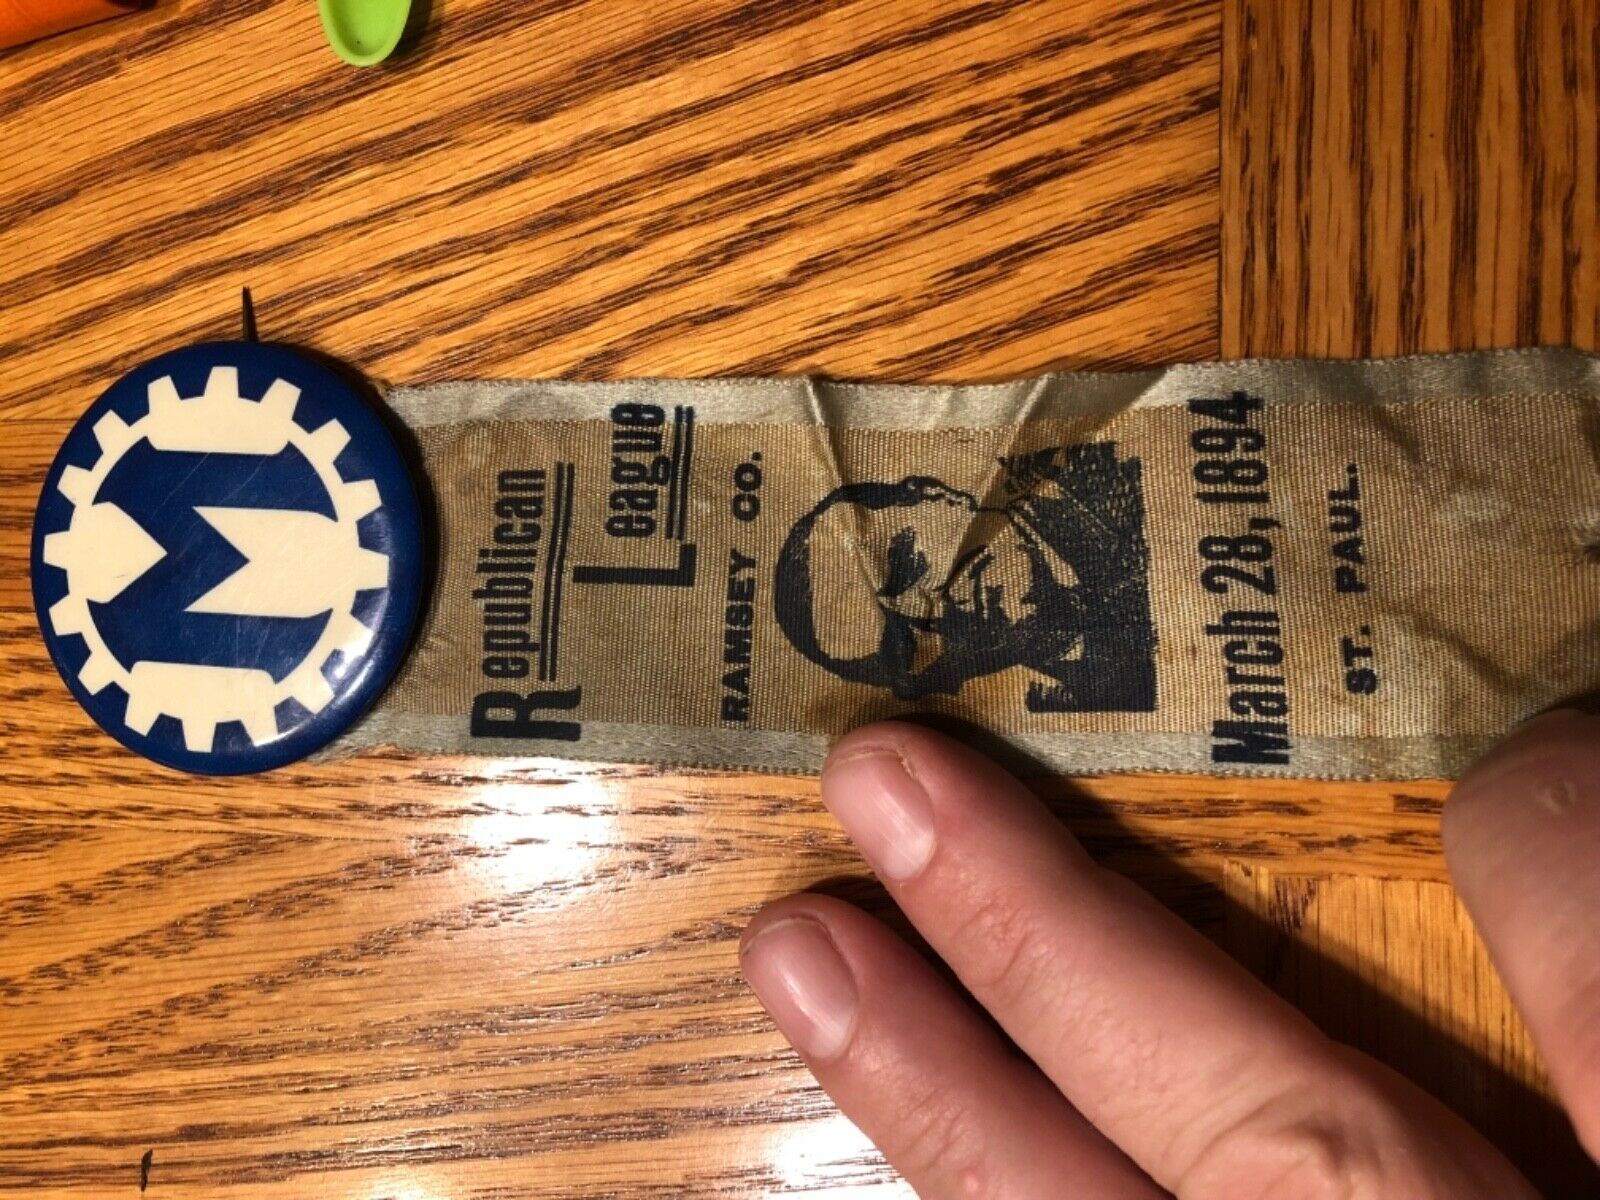 M
Republican
League
RAMSEY CO.
March 28, 1894
ST. PAUL.